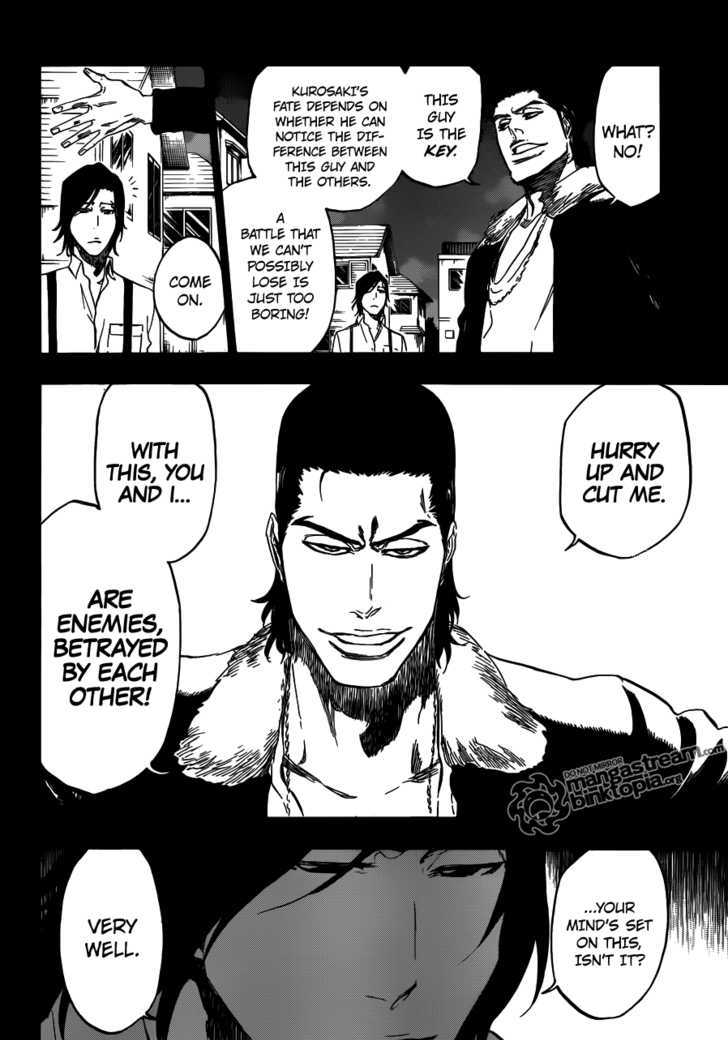 WHAT?
NO!
THIS
GUY
IS THE
KEY.
KUROSAKI'S
FATE DEPENDS ON
WHETHER HE CAN
NOTICE THE DIF-
FERENCE BETWEEN
THIS GUY AND
THE OTHERS.
A
BATTLE THAT
WE CAN'T
POSSIBLY
LOSE IS
JUST TOO
BORING!
COME
ON.
HURRY
UP AND
CUT ME.
WITH
THIS, YOU
AND I...
ARE
ENEMIES,
BETRAYED
BY EACH
OTHER!
DO NOT MIRROR
mangastream.com
binktopia.cn
...YOUR
MIND'S SET
ON THIS,
ISN'T IT?
VERY
WELL.